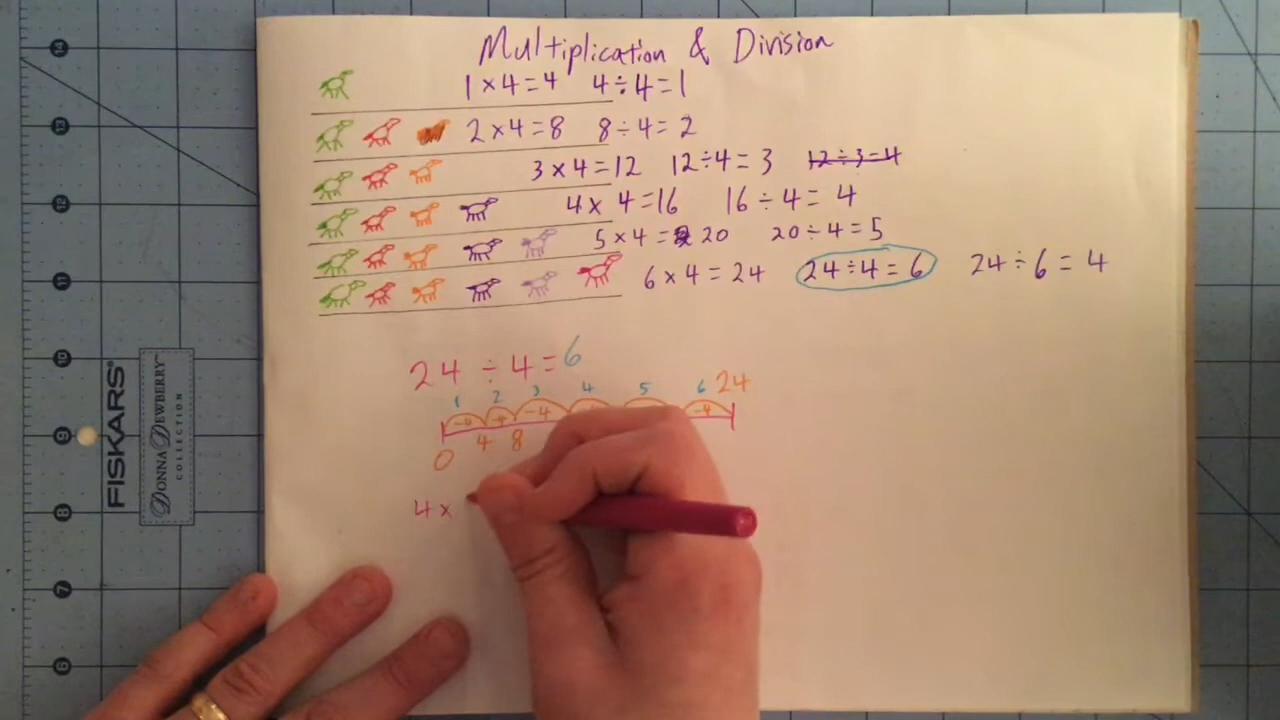 Multiplication & Division
1 × 4 = 4 4 ÷ 4 = 1
2 × 4 = 8 8 ÷ 4 = 2
3 × 4 = 12 12 ÷ 4 = 3 12 ÷ 3 = 4
4 × 4 = 16 16 ÷ 4 = 4
5 × 4 = 20 20 ÷ 4 = 5
6 × 4 = 24 24 ÷ 4 = 6 24 ÷ 6 = 4
24 ÷ 4 = 6
1 2 3 4 5 6 24
-4 -4 -4 -4
0 4 8
4 ×
14
13
12
11
10
9
8
7
6
FISKARS
DONNA DEWBERRY
COLLECTION